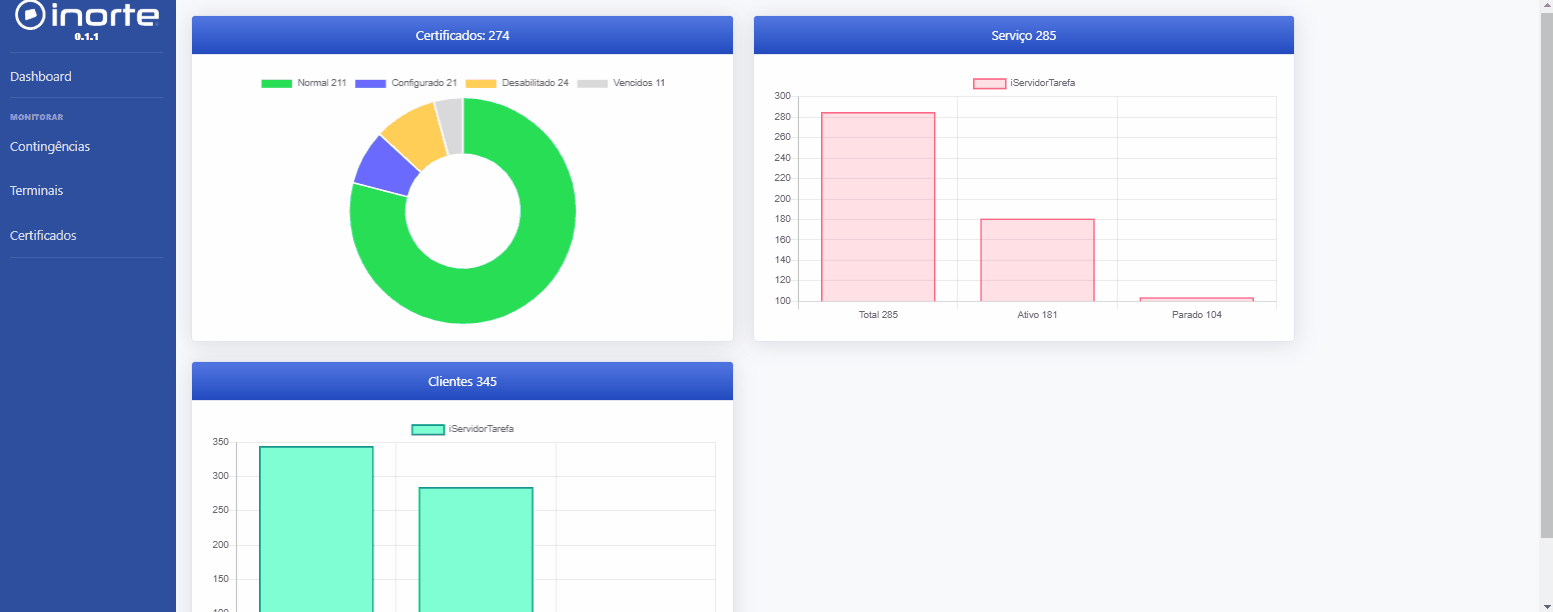 inorte
0.1.1
Dashboard
MONITORAR
Contingências
Terminais
Certificados
Certificados: 274
Normal 211 Configurado 21 Desabilitado 24 Vencidos 11
Serviço 285
iServidorTarefa
300
280
260
240
220
200
180
160
140
120
100
Total 285 Ativo 181 Parado 104
Clientes 345
iServidorTarefa
350
300
250
200
150
100